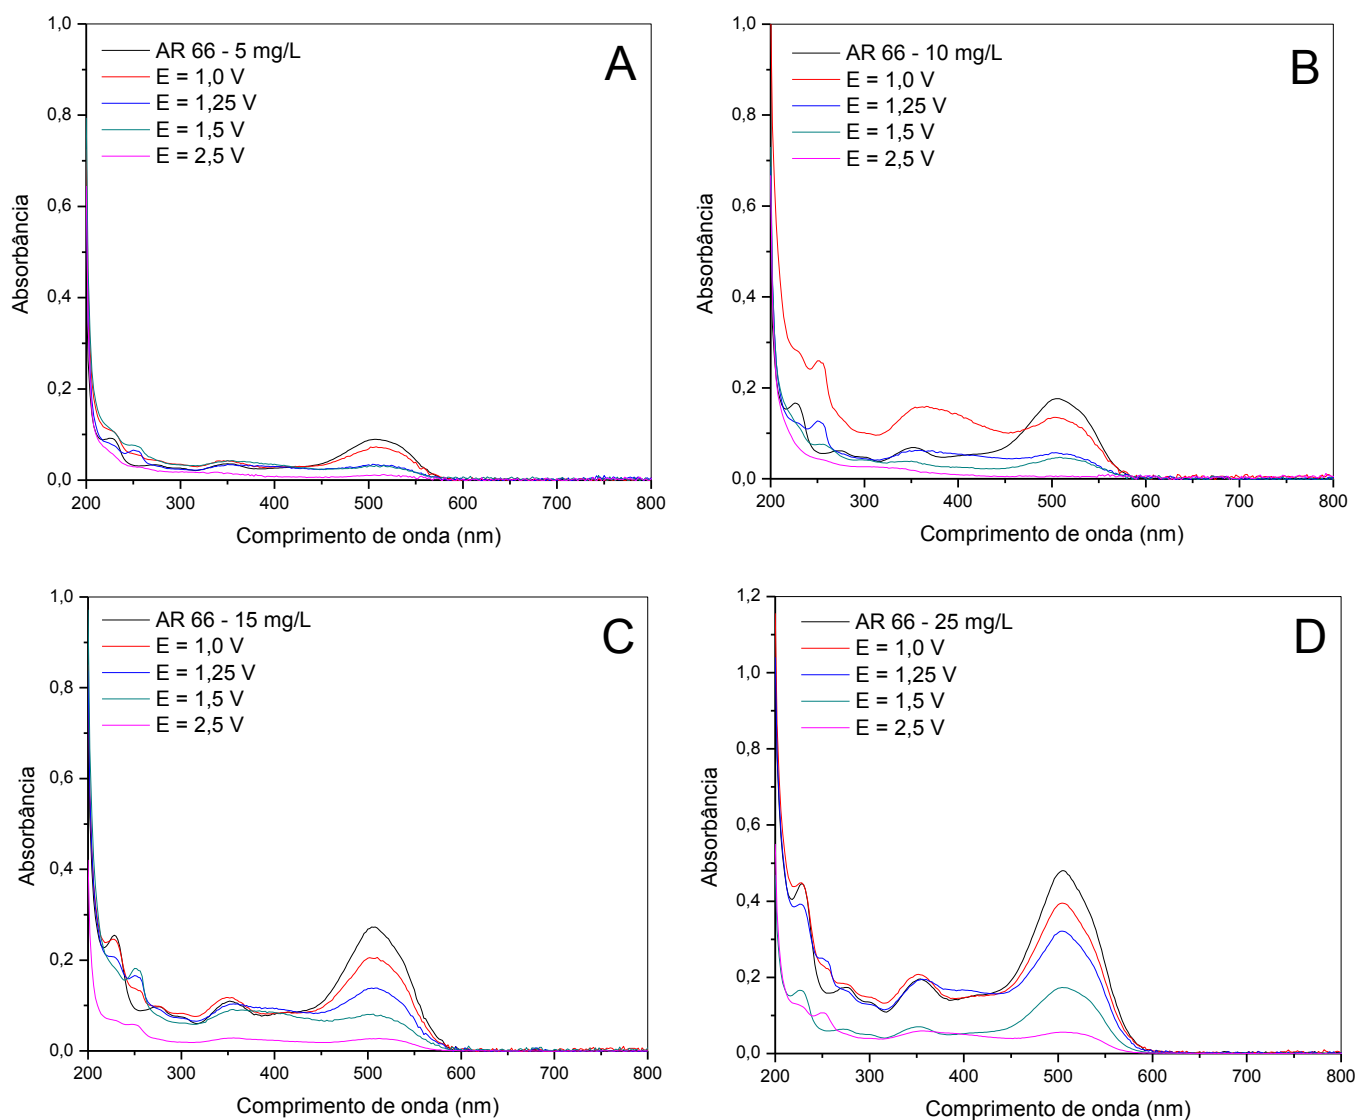 1,0
0,8
0,6
0,4
0,2
0,0
Absorbância
AR 66 - 5 mg/L
E = 1,0 V
E = 1,25 V
E = 1,5 V
E = 2,5 V
A
200 300 400 500 600 700 800
Comprimento de onda (nm)
1,0
0,8
0,6
0,4
0,2
0,0
Absorbância
AR 66 - 10 mg/L
E = 1,0 V
E = 1,25 V
E = 1,5 V
E = 2,5 V
B
200 300 400 500 600 700 800
Comprimento de onda (nm)
1,0
0,8
0,6
0,4
0,2
0,0
Absorbância
AR 66 - 15 mg/L
E = 1,0 V
E = 1,25 V
E = 1,5 V
E = 2,5 V
C
200 300 400 500 600 700 800
Comprimento de onda (nm)
1,2
1,0
0,8
0,6
0,4
0,2
0,0
Absorbância
AR 66 - 25 mg/L
E = 1,0 V
E = 1,25 V
E = 1,5 V
E = 2,5 V
D
200 300 400 500 600 700 800
Comprimento de onda (nm)